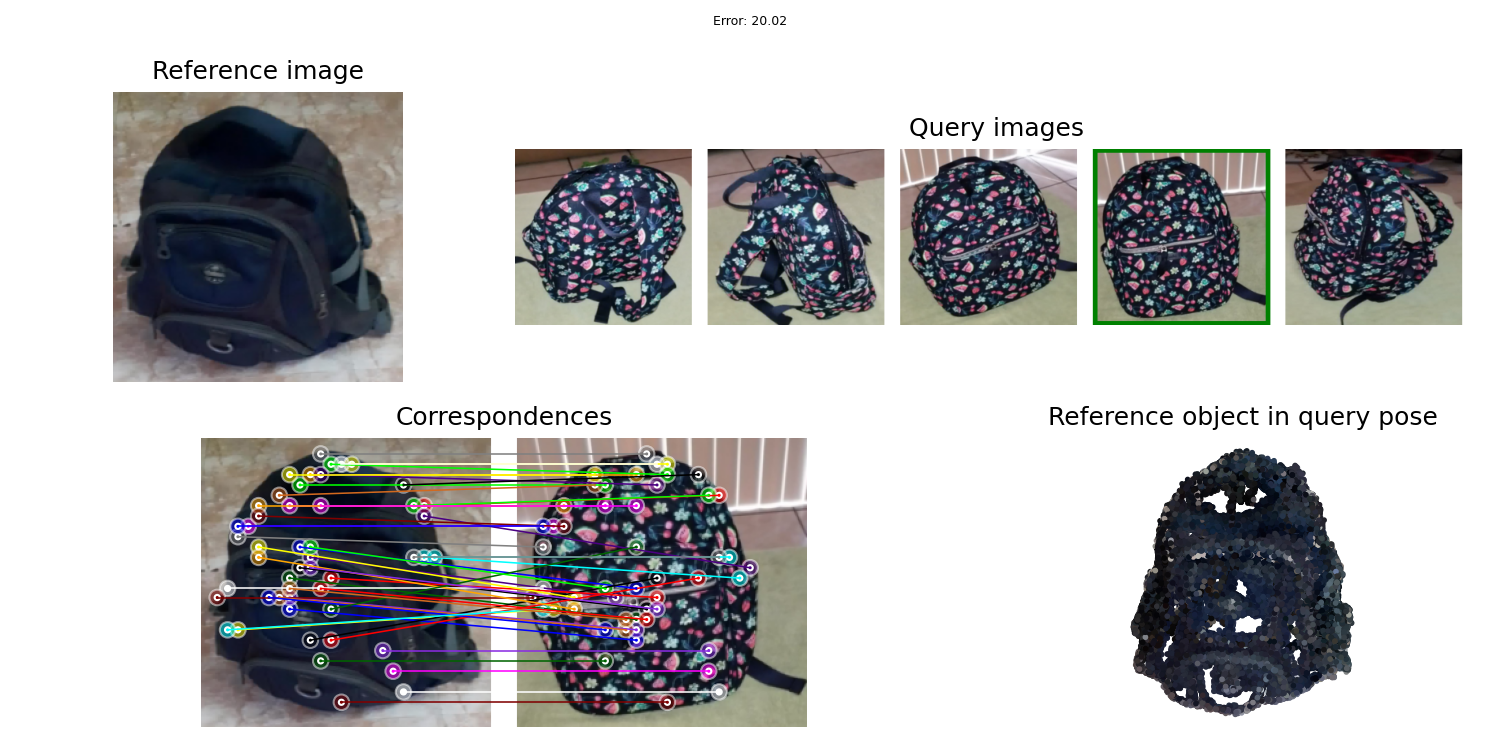 Error: 20.02
Reference image
Query images
Correspondences
Reference object in query pose